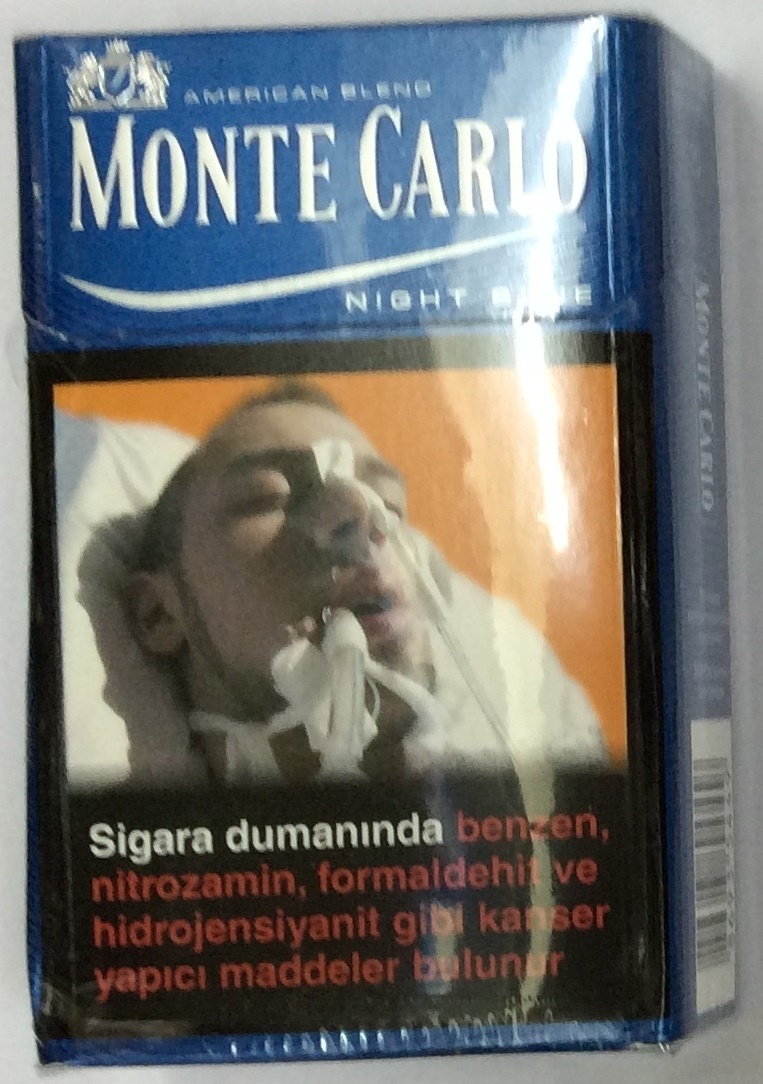 AMERICAN BLEND
MONTE CARLO
NIGHT BLUE
MONTE CARLO
Sigara dumanında benzen,
nitrozamin, formaldehit ve
hidrojensiyanit gibi kanser
yapıcı maddeler bulunur